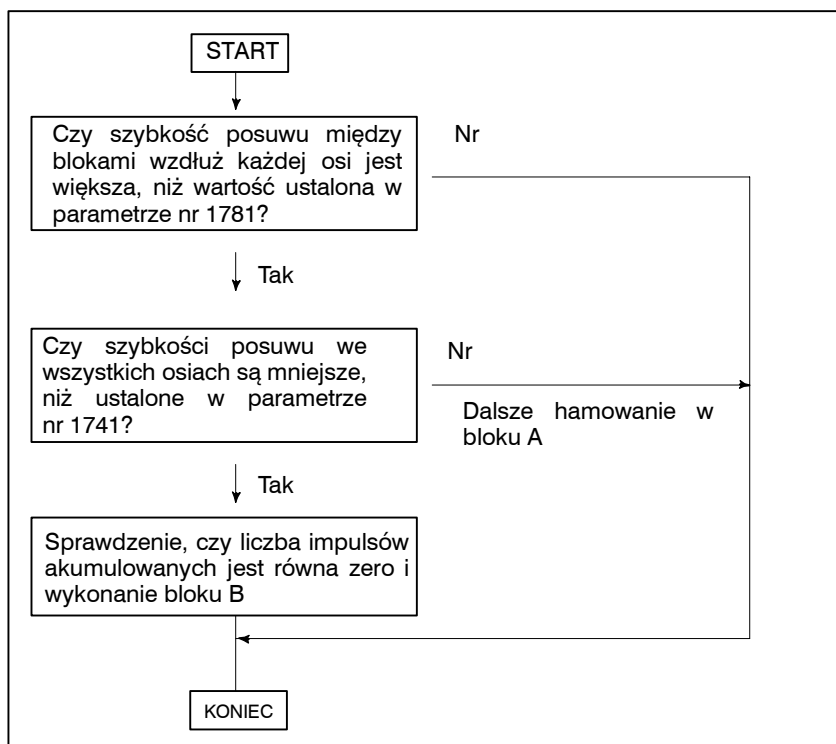 START
Czy szybkość posuwu między
blokami wzdłuż każdej osi jest
większa, niż wartość ustalona w
parametrze nr 1781?
Nr
Tak
Czy szybkości posuwu we
wszystkich osiach są mniejsze,
niż ustalone w parametrze
nr 1741?
Nr
Dalsze hamowanie w
bloku A
Tak
Sprawdzenie, czy liczba impulsów
akumulowanych jest równa zero i
wykonanie bloku B
KONIEC